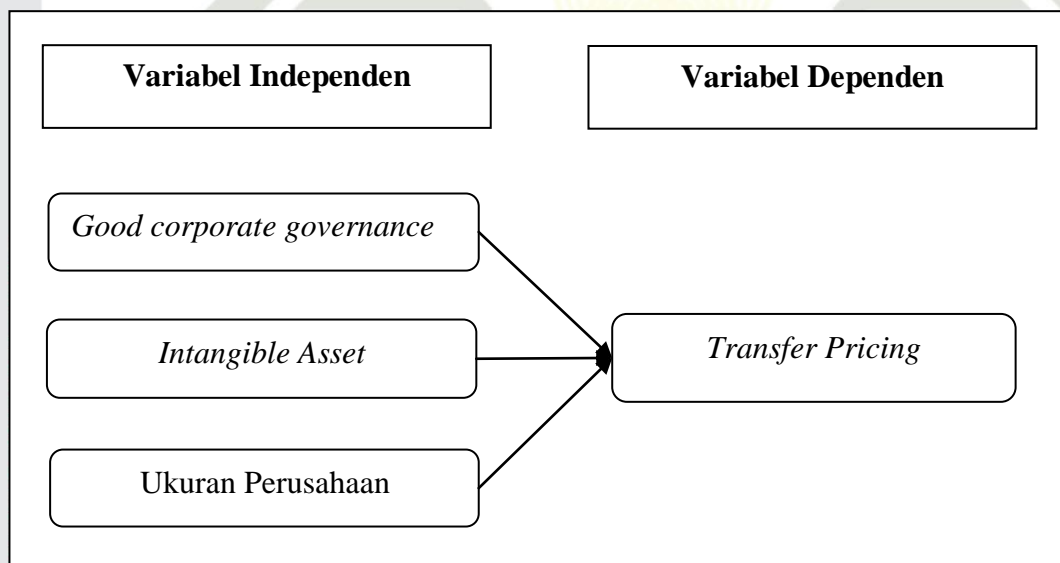 Variabel Independen
Variabel Dependen
Good corporate governance
Intangible Asset
Transfer Pricing
Ukuran Perusahaan